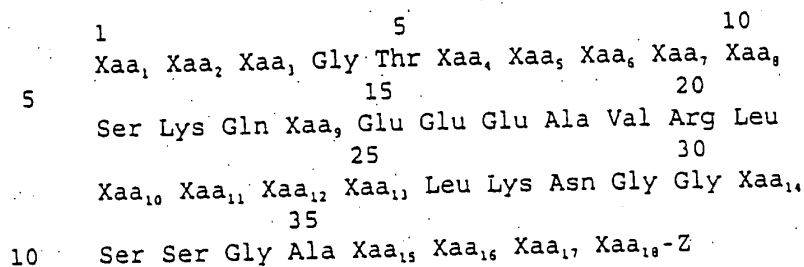 1 5 10
Xaa₁ Xaa₂ Xaa₃ Gly Thr Xaa₄ Xaa₅ Xaa₆ Xaa₇ Xaa₈
5 15 20
Ser Lys Gln Xaa₉ Glu Glu Glu Ala Val Arg Leu
25 30
Xaa₁₀ Xaa₁₁ Xaa₁₂ Xaa₁₃ Leu Lys Asn Gly Gly Xaa₁₄
35
10 Ser Ser Gly Ala Xaa₁₅ Xaa₁₆ Xaa₁₇ Xaa₁₈-Z